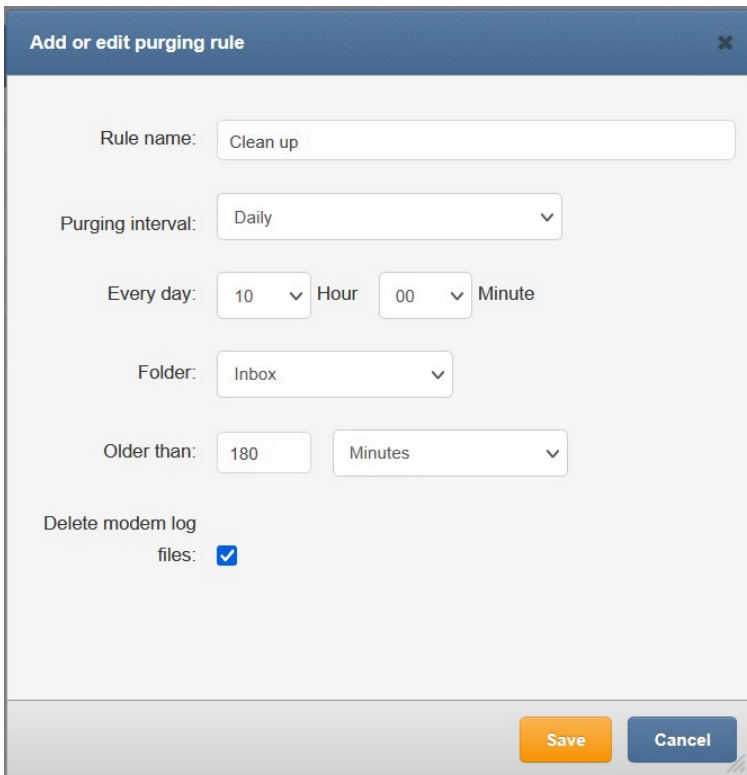 Add or edit purging rule
Rule name: Clean up
Purging interval: Daily
Every day: 10 Hour 00 Minute
Folder: Inbox
Older than: 180 Minutes
Delete modem log
files:
Save Cancel